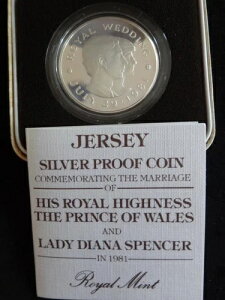 ROYAL WEDDING
JULY 29 1981
JERSEY
SILVER PROOF COIN
COMMEMORATING THE MARRIAGE
OF
HIS ROYAL HIGHNESS
THE PRINCE OF WALES
AND
LADY DIANA SPENCER
IN 1981
Royal Mint